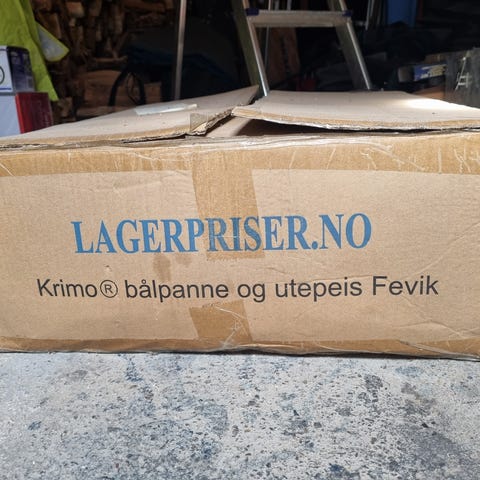 LAGERPRISER.NO
Krimo® bålpanne og utepeis Fevik